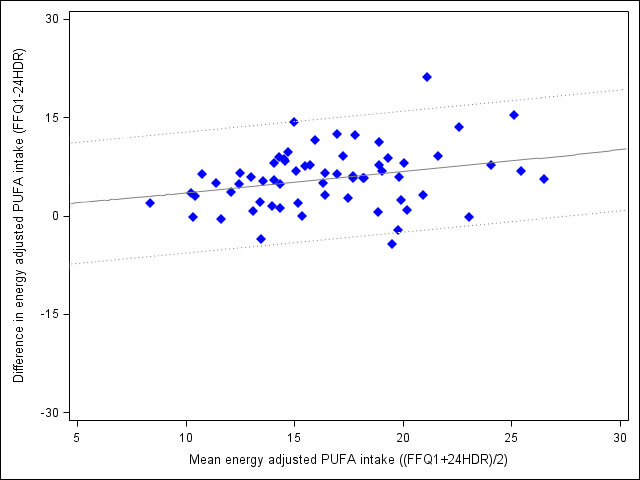 Difference in energy adjusted PUFA intake (FFQ1-24HDR)
30
15
0
-15
-30
5 10 15 20 25 30
Mean energy adjusted PUFA intake ((FFQ1+24HDR)/2)